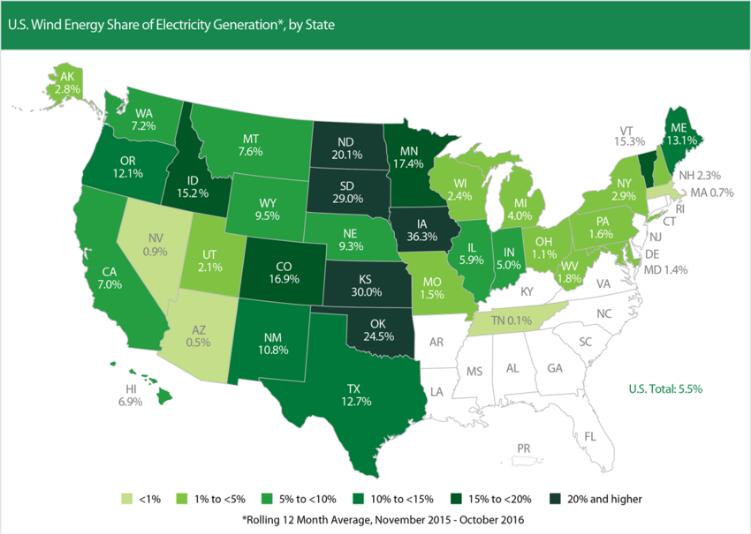 U.S. Wind Energy Share of Electricity Generation*, by State
AK
2.8%
WA
7.2%
MT
7.6%
ND
20.1%
MN
17.4%
VT
15.3%
ME
13.1%
OR
12.1%
ID
15.2%
SD
29.0%
WI
2.4%
MI
4.0%
NY
2.9%
NH 2.3%
MA 0.7%
RI
CT
WY
9.5%
IA
36.3%
NE
9.3%
PA
1.6%
NJ
DE
MD 1.4%
NV
0.9%
UT
2.1%
CO
16.9%
IL
5.9%
IN
5.0%
OH
1.1%
WV
1.8%
VA
CA
7.0%
KS
30.0%
MO
1.5%
KY
NC
AZ
0.5%
NM
10.8%
OK
24.5%
TN 0.1%
AR
SC
MS
AL
GA
HI
6.9%
TX
12.7%
LA
U.S. Total: 5.5%
FL
PR
<1%
1% to <5%
5% to <10%
10% to <15%
15% to <20%
20% and higher
*Rolling 12 Month Average, November 2015 - October 2016